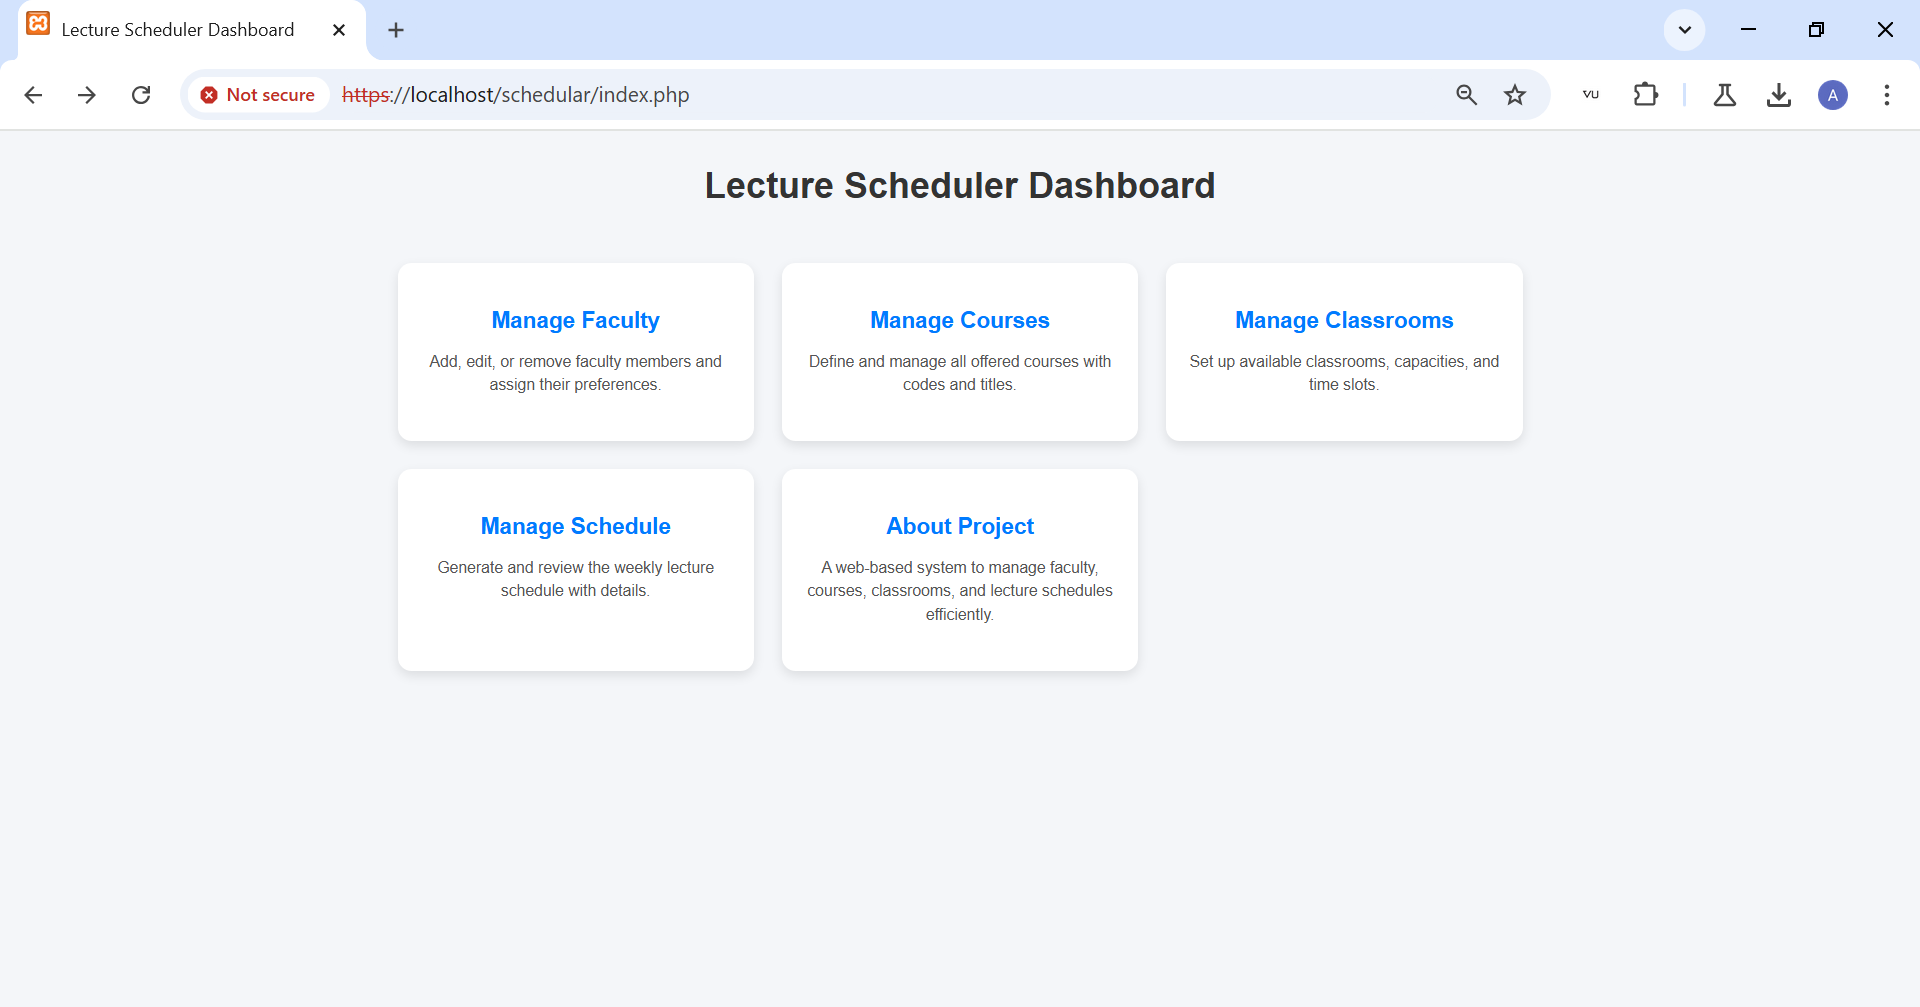 Lecture Scheduler Dashboard
Not secure https://localhost/schedular/index.php
VU
A
Lecture Scheduler Dashboard
Manage Faculty
Add, edit, or remove faculty members and
assign their preferences.
Manage Courses
Define and manage all offered courses with
codes and titles.
Manage Classrooms
Set up available classrooms, capacities, and
time slots.
Manage Schedule
Generate and review the weekly lecture
schedule with details.
About Project
A web-based system to manage faculty,
courses, classrooms, and lecture schedules
efficiently.